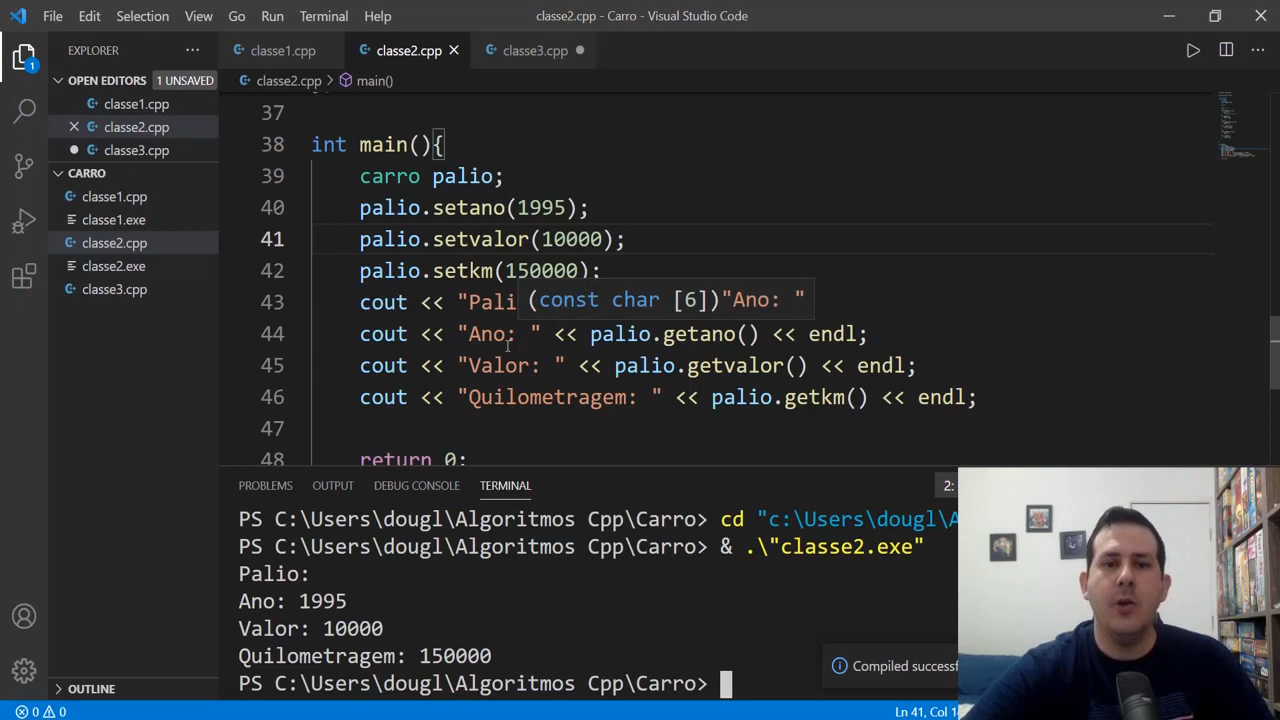 File Edit Selection View Go Run Terminal Help classe2.cpp - Carro - Visual Studio Code
EXPLORER ···
classe1.cpp classe2.cpp classe3.cpp
OPEN EDITORS 1 UNSAVED
classe1.cpp
classe2.cpp
classe3.cpp
CARRO
classe1.cpp
classe1.exe
classe2.cpp
classe2.exe
classe3.cpp
OUTLINE
1
classe2.cpp > main()
37
38 int main(){
39 carro palio;
40 palio.setano(1995);
41 palio.setvalor(10000);
42 palio.setkm(150000);
43 cout << "Pali
(const char [6])"Ano: "
44 cout << "Ano: " << palio.getano() << endl;
45 cout << "Valor: " << palio.getvalor() << endl;
46 cout << "Quilometragem: " << palio.getkm() << endl;
47
48 return 0;
PROBLEMS OUTPUT DEBUG CONSOLE TERMINAL 2:
PS C:\Users\dougl\Algoritmos Cpp\Carro> cd "c:\Users\dougl\A
PS C:\Users\dougl\Algoritmos Cpp\Carro> & .\"classe2.exe"
Palio:
Ano: 1995
Valor: 10000
Quilometragem: 150000
PS C:\Users\dougl\Algoritmos Cpp\Carro>
Compiled successf
0 0 Ln 41, Col 1